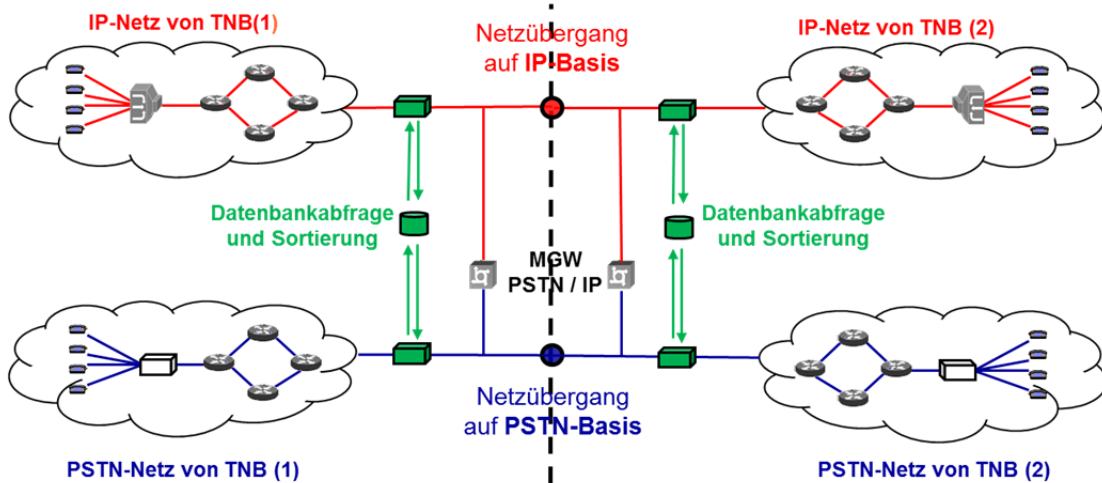 IP-Netz von TNB(1)
Netzübergang
auf IP-Basis
IP-Netz von TNB (2)
Datenbankabfrage
und Sortierung
Datenbankabfrage
und Sortierung
MGW
PSTN / IP
Netzübergang
auf PSTN-Basis
PSTN-Netz von TNB (1)
PSTN-Netz von TNB (2)